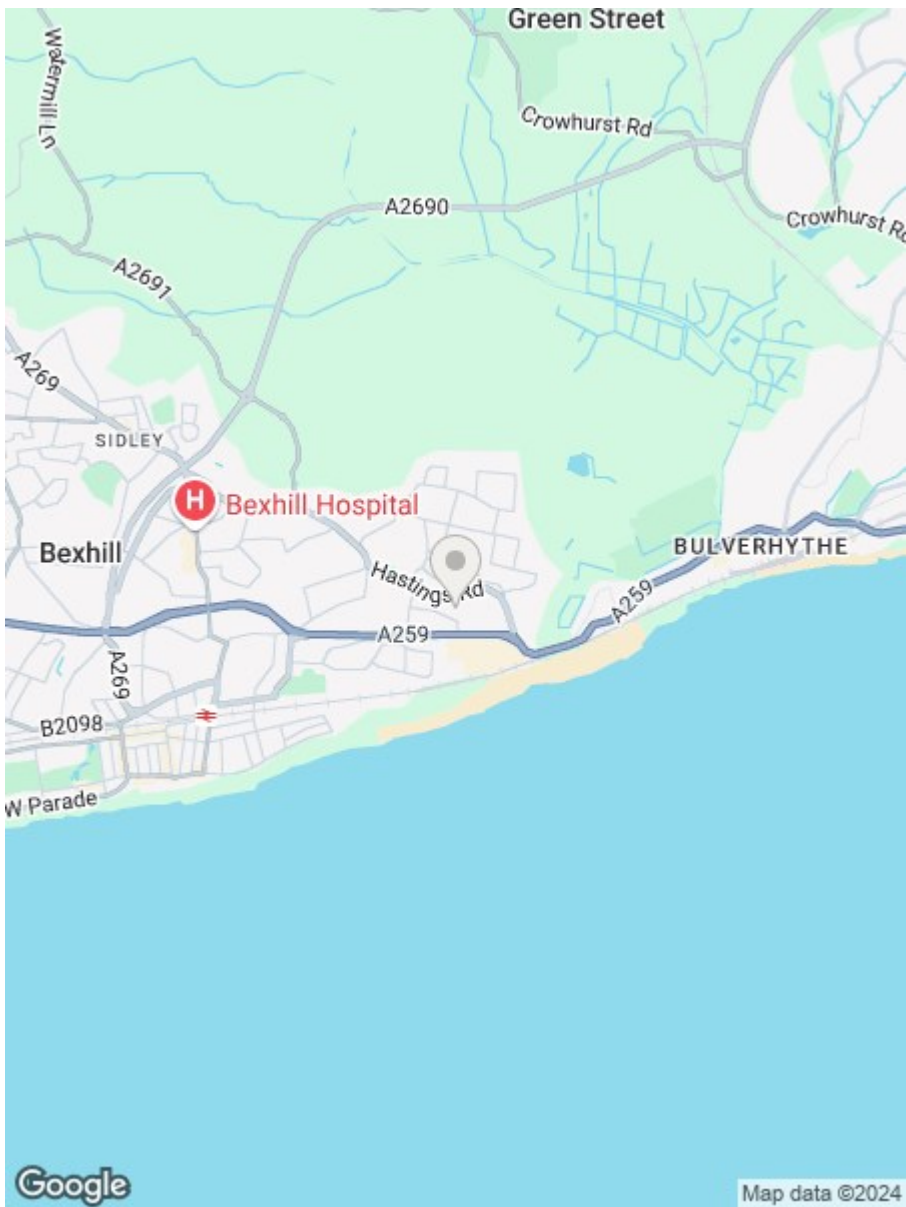 Green Street
Watermill Ln
Crowhurst Rd
A2690
Crowhurst Rd
A2691
A269
SIDLEY
H
Bexhill Hospital
Bexhill
BULVERHYTHE
Hastings Rd
A259
A259
A269
B2098
W Parade
Google
Map data ©2024